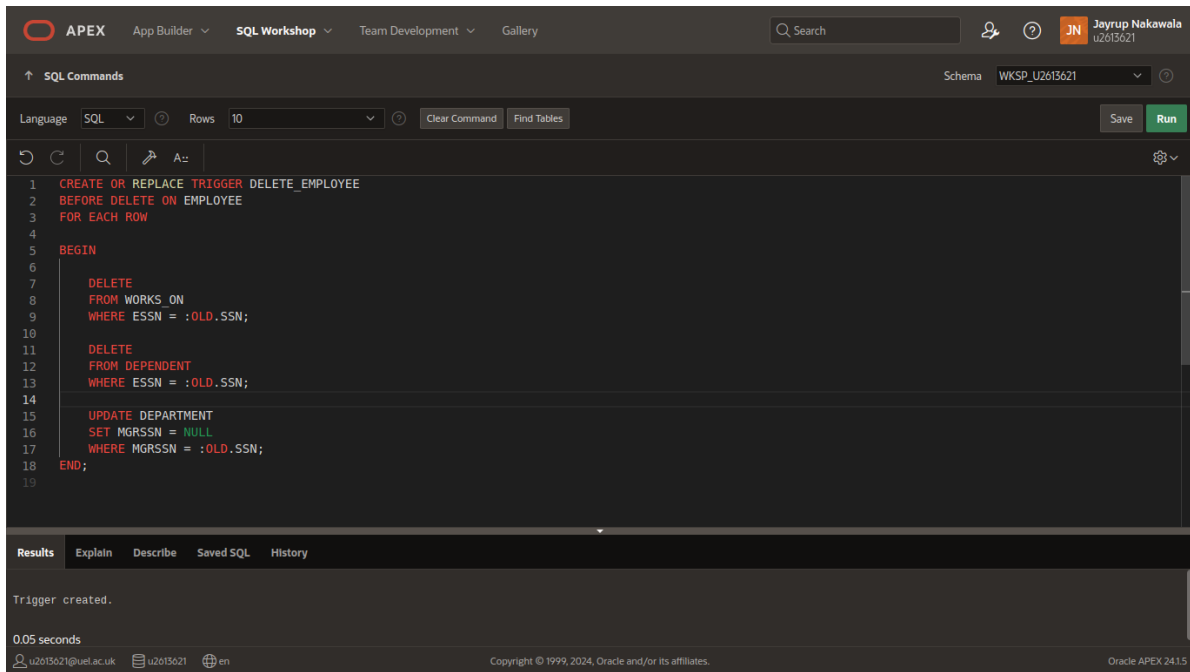 APEX App Builder SQL Workshop Team Development Gallery Search JN Jayrup Nakawala
u2613621
SQL Commands Schema WKSP_U2613621
Language SQL Rows 10 Clear Command Find Tables Save Run
A
1 CREATE OR REPLACE TRIGGER DELETE_EMPLOYEE
2 BEFORE DELETE ON EMPLOYEE
3 FOR EACH ROW
4
5 BEGIN
6
7 DELETE
8 FROM WORKS_ON
9 WHERE ESSN = :OLD.SSN;
10
11 DELETE
12 FROM DEPENDENT
13 WHERE ESSN = :OLD.SSN;
14
15 UPDATE DEPARTMENT
16 SET MGRSSN = NULL
17 WHERE MGRSSN = :OLD.SSN;
18 END;
19
Results Explain Describe Saved SQL History
Trigger created.
0.05 seconds
u2613621@uel.ac.uk u2613621 en Copyright © 1999, 2024, Oracle and/or its affiliates. Oracle APEX 24.1.5